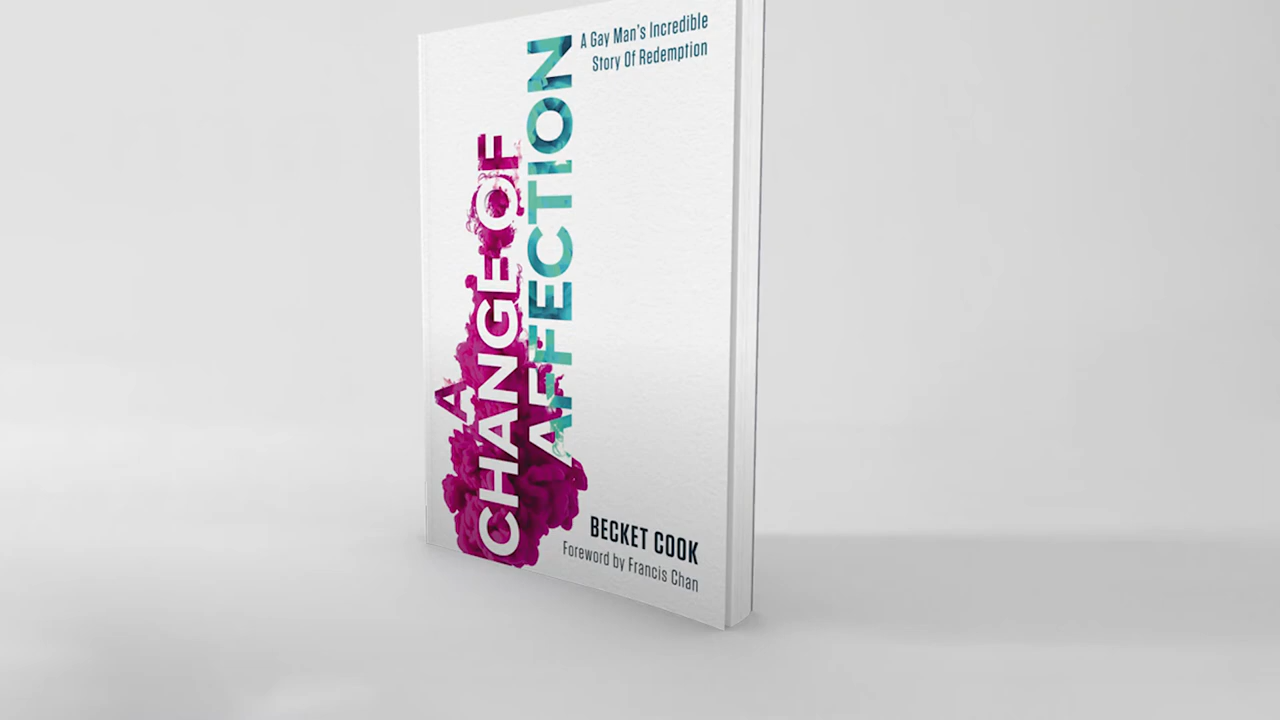 A Gay Man's Incredible
Story Of Redemption
A
CHANGE OF
AFFECTION
BECKET COOK
Foreword by Francis Chan